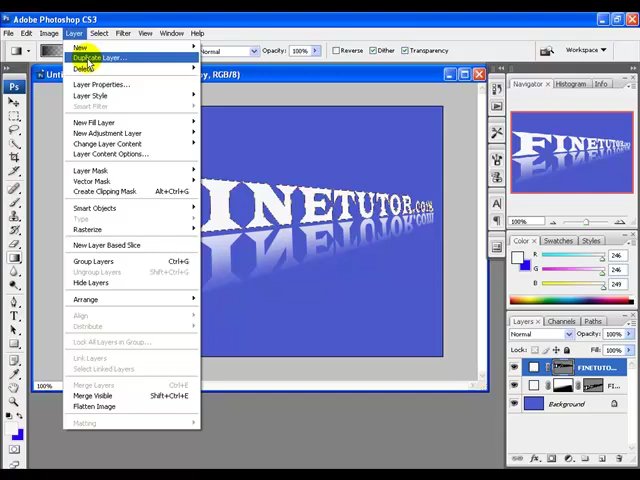 Adobe Photoshop CS3
File Edit Image Layer Select Filter View Window Help
Opacity: 100% Reverse Dither Transparency Workspace
New
Duplicate Layer...
Delete
Layer Properties...
Layer Style
Smart Filter
New Fill Layer
New Adjustment Layer
Change Layer Content
Layer Content Options...
Layer Mask
Vector Mask
Create Clipping Mask Alt+Ctrl+G
Smart Objects
Type
Rasterize
New Layer Based Slice
Group Layers Ctrl+G
Ungroup Layers Shift+Ctrl+G
Hide Layers
Arrange
Align
Distribute
Lock All Layers in Group...
Link Layers
Select Linked Layers
Merge Layers Ctrl+E
Merge Visible Shift+Ctrl+E
Flatten Image
Matting
RGB/8)
FINETUTOR.COM
100%
Navigator Histogram Info
FINETUTOR
100%
Color Swatches Styles
R 246
G 246
B 249
Layers Channels Paths
Normal Opacity: 100%
Lock: Fill: 100%
FINETUTO...
FI...
Background